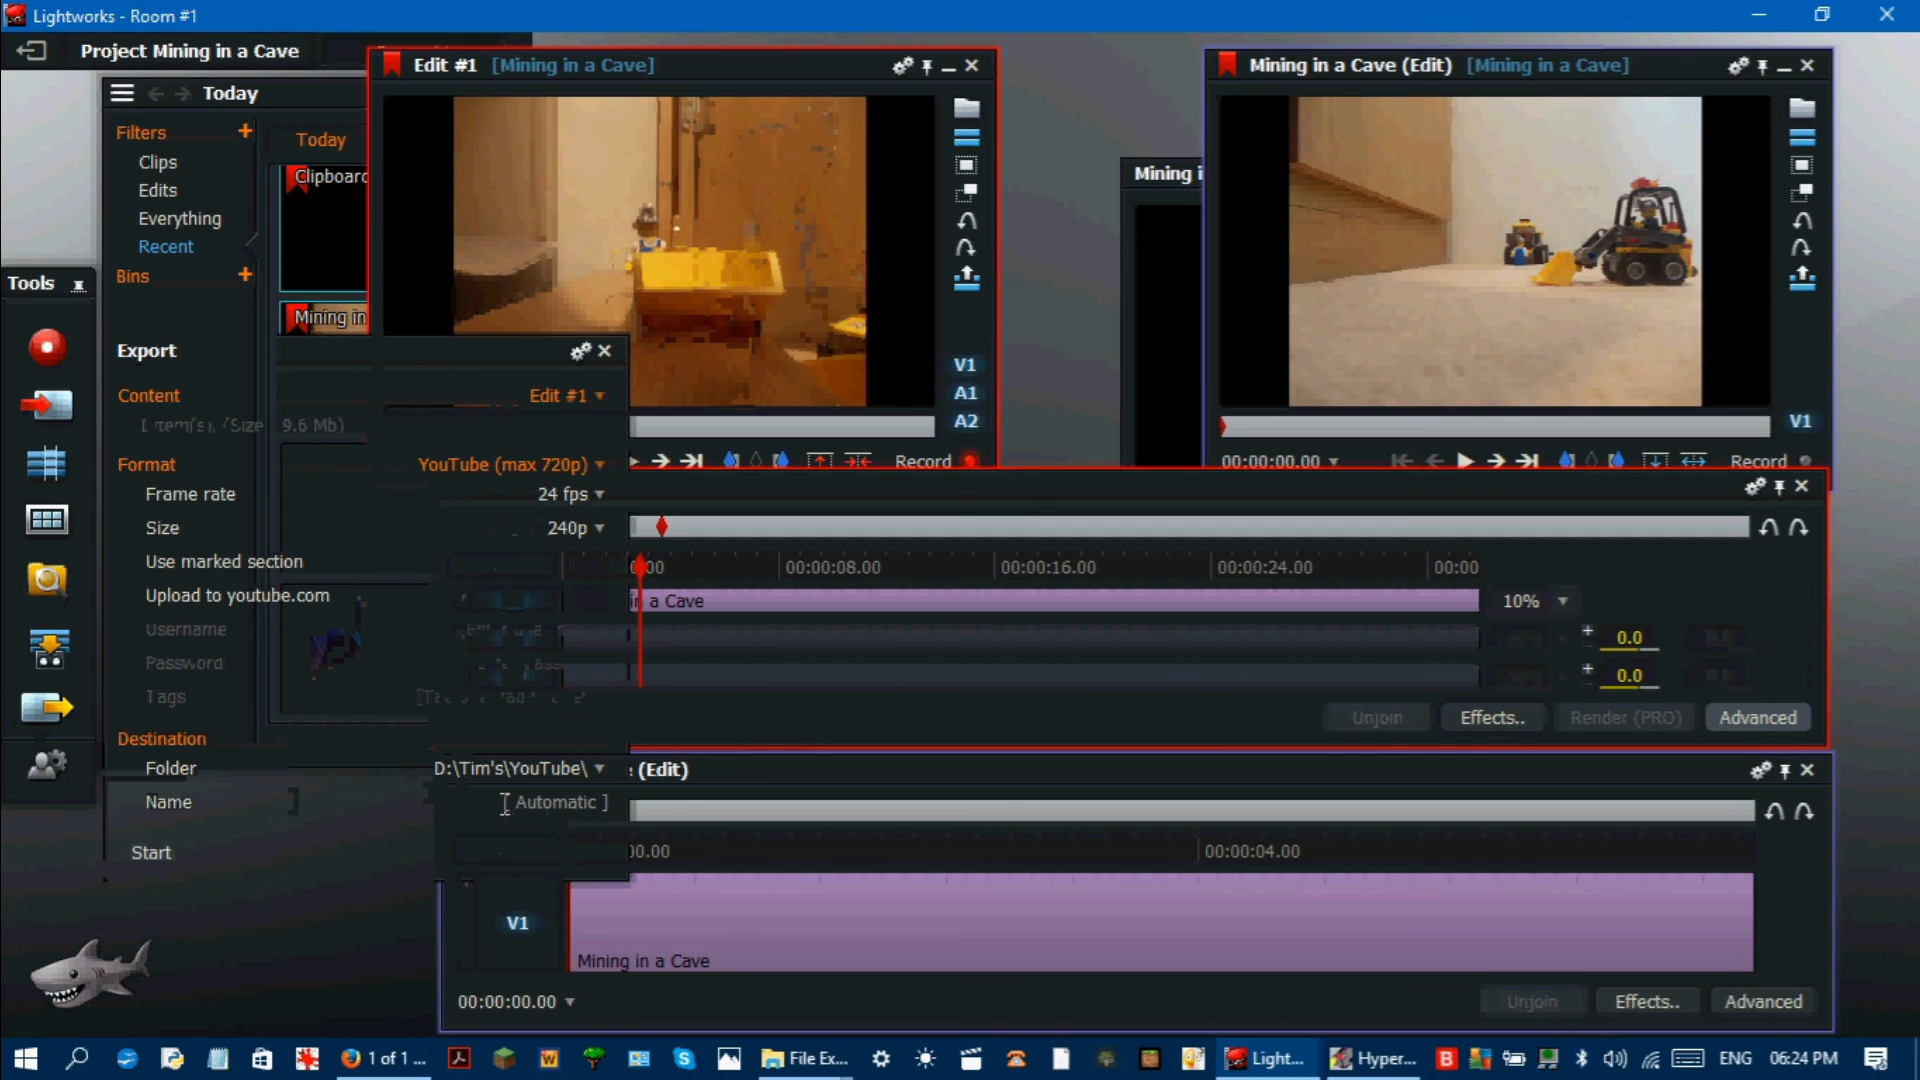 Lightworks - Room #1
Project Mining in a Cave
Edit #1 [Mining in a Cave]
Mining in a Cave (Edit) [Mining in a Cave]
Today
Filters +
Today
Clips
Clipboard
Edits
Everything
Recent
Bins +
Mining i
Tools
Mining in
Export
V1
A1
A2
Content
Edit #1
9.6 Mb)
V1
Format
YouTube (max 720p)
Record
00:00:00.00
Record
Frame rate
24 fps
Size
240p
Use marked section
00:00:08.00
00:00:16.00
00:00:24.00
00:00
Upload to youtube.com
in a Cave
10%
Username
0.0
Password
0.0
Tags
Unjoin
Effects..
Render (PRO)
Advanced
Destination
Folder
D:\Tim's\YouTube\
(Edit)
Name
[ Automatic ]
Start
00:00:04.00
V1
Mining in a Cave
00:00:00.00
Unjoin
Effects..
Advanced
1 of 1 ...
File Ex...
Light...
Hyper...
ENG
06:24 PM